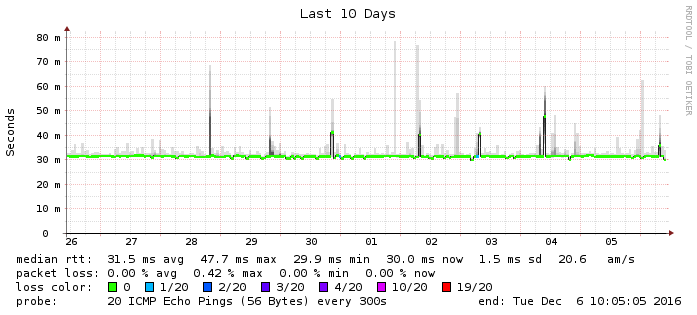 Last 10 Days
RRDTOOL / TOBI OETIKER
Seconds
80 m
70 m
60 m
50 m
40 m
30 m
20 m
10 m
0
26 27 28 29 30 01 02 03 04 05
median rtt: 31.5 ms avg 47.7 ms max 29.9 ms min 30.0 ms now 1.5 ms sd 20.6 am/s
packet loss: 0.00 % avg 0.42 % max 0.00 % min 0.00 % now
loss color: 0 1/20 2/20 3/20 4/20 10/20 19/20
probe: 20 ICMP Echo Pings (56 Bytes) every 300s end: Tue Dec 6 10:05:05 2016